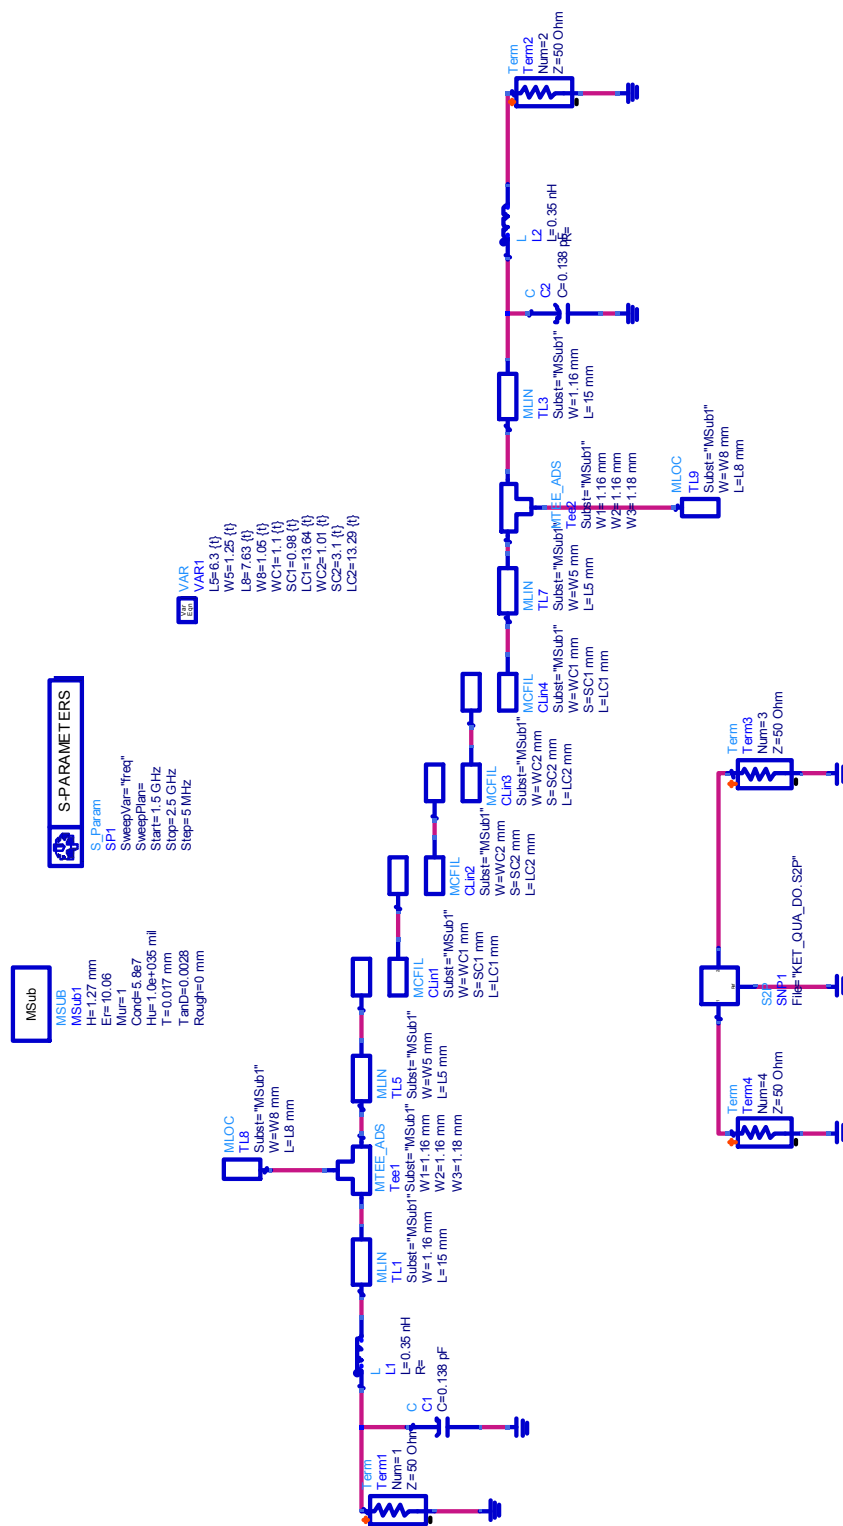 MSub
MSUB
MSub1
H=1.27 mm
Er=10.06
Mur=1
Cond=5.8e7
Hu=1.0e+035 mil
T=0.017 mm
TanD=0.0028
Rough=0 mm
S-PARAMETERS
S_Param
SP1
SweepVar="freq"
SweepPlan=
Start=1.5 GHz
Stop=2.5 GHz
Step=5 MHz
Var
Eqn
VAR
VAR1
L5=6.3 {t}
W5=1.25 {t}
L8=7.63 {t}
W8=1.05 {t}
WC1=1.1 {t}
SC1=0.98 {t}
LC1=13.64 {t}
WC2=1.01 {t}
SC2=3.1 {t}
LC2=13.29 {t}
Term
Term1
Num=1
Z=50 Ohm
C
C1
C=0.138 pF
L
L1
L=0.35 nH
R=
MLIN
TL1
Subst="MSub1"
W=1.16 mm
L=15 mm
MLOC
TL8
Subst="MSub1"
W=W8 mm
L=L8 mm
MTEE_ADS
Tee1
Subst="MSub1"
W1=1.16 mm
W2=1.16 mm
W3=1.18 mm
MLIN
TL5
Subst="MSub1"
W=W5 mm
L=L5 mm
MCFIL
CLin1
Subst="MSub1"
W=WC1 mm
S=SC1 mm
L=LC1 mm
MCFIL
CLin2
Subst="MSub1"
W=WC2 mm
S=SC2 mm
L=LC2 mm
MCFIL
CLin3
Subst="MSub1"
W=WC2 mm
S=SC2 mm
L=LC2 mm
MCFIL
CLin4
Subst="MSub1"
W=WC1 mm
S=SC1 mm
L=LC1 mm
MLIN
TL7
Subst="MSub1"
W=W5 mm
L=L5 mm
MTEE_ADS
Tee2
Subst="MSub1"
W1=1.16 mm
W2=1.16 mm
W3=1.18 mm
MLOC
TL9
Subst="MSub1"
W=W8 mm
L=L8 mm
MLIN
TL3
Subst="MSub1"
W=1.16 mm
L=15 mm
C
C2
C=0.138 pF
L
L2
L=0.35 nH
R=
Term
Term2
Num=2
Z=50 Ohm
Term
Term4
Num=4
Z=50 Ohm
S2P
SNP1
File="KET_QUA_DO.S2P"
Term
Term3
Num=3
Z=50 Ohm